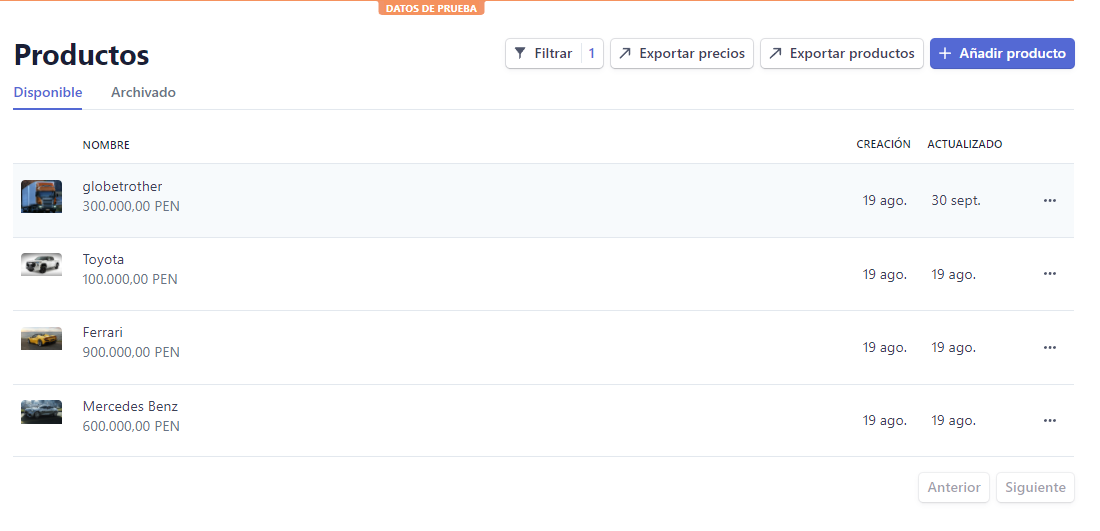 DATOS DE PRUEBA
Productos
Filtrar 1
Exportar precios
Exportar productos
+ Añadir producto
Disponible
Archivado
NOMBRE CREACIÓN ACTUALIZADO
globetrother
300.000,00 PEN
19 ago. 30 sept.
Toyota
100.000,00 PEN
19 ago. 19 ago.
Ferrari
900.000,00 PEN
19 ago. 19 ago.
Mercedes Benz
600.000,00 PEN
19 ago. 19 ago.
Anterior
Siguiente